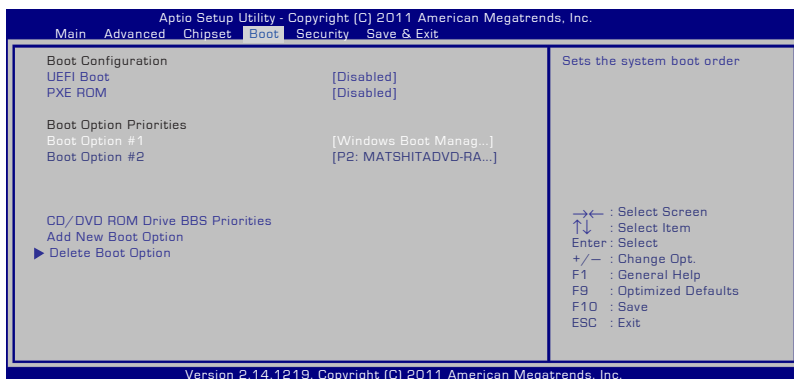 Aptio Setup Utility - Copyright (C) 2011 American Megatrends, Inc.
Main Advanced Chipset Boot Security Save & Exit
Boot Configuration
UEFI Boot [Disabled]
PXE ROM [Disabled]
Boot Option Priorities
Boot Option #1 [Windows Boot Manag...]
Boot Option #2 [P2: MATSHITADVD-RA...]
CD/DVD ROM Drive BBS Priorities
Add New Boot Option
▶ Delete Boot Option
Sets the system boot order
→← : Select Screen
↑↓ : Select Item
Enter : Select
+/− : Change Opt.
F1 : General Help
F9 : Optimized Defaults
F10 : Save
ESC : Exit
Version 2.14.1219. Copyright (C) 2011 American Megatrends, Inc.